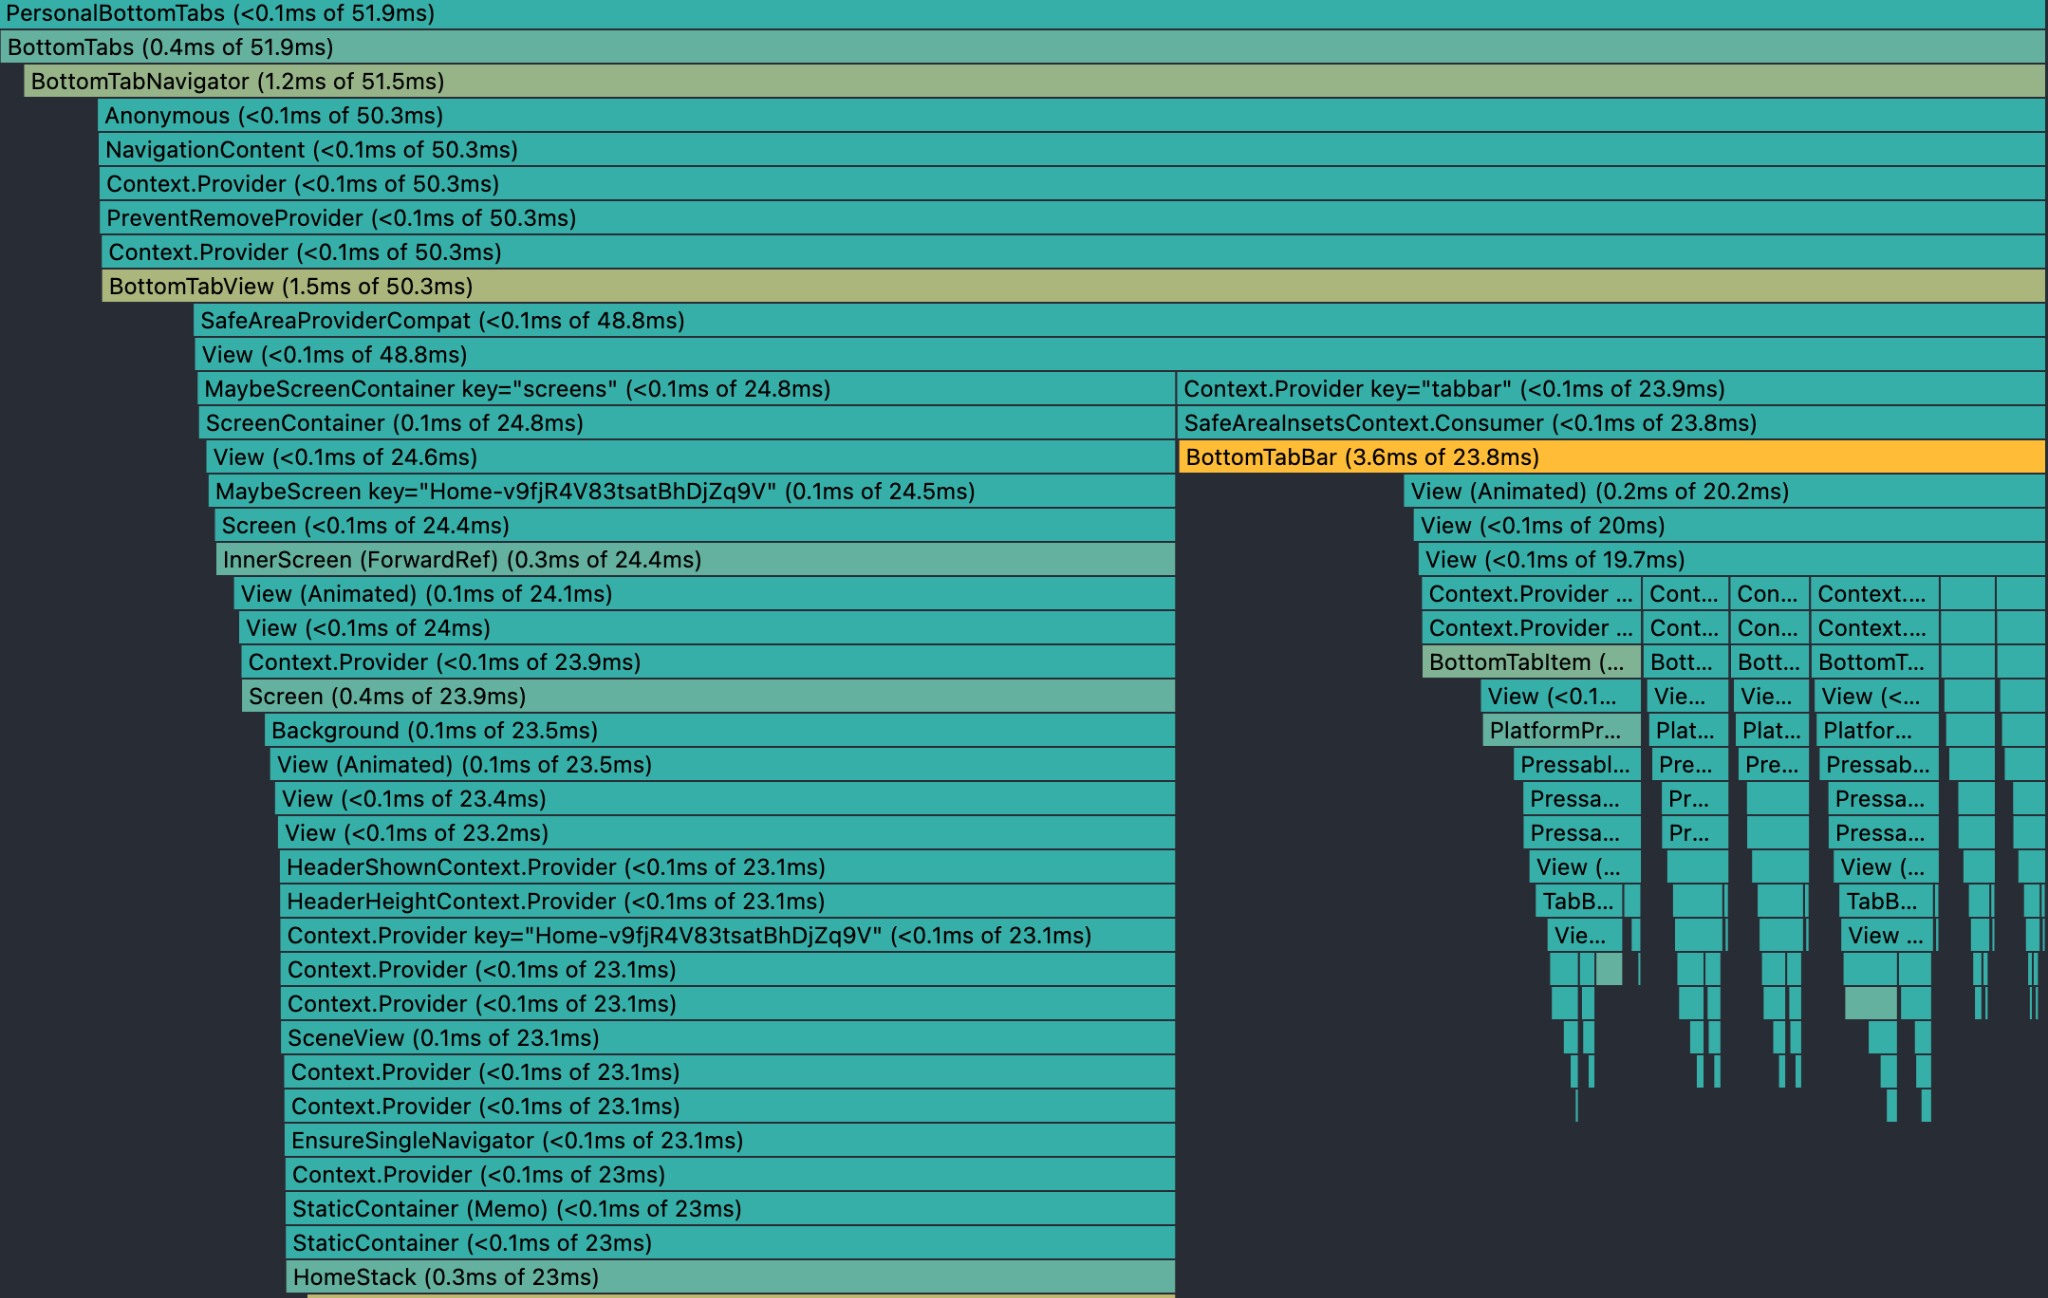 PersonalBottomTabs (<0.1ms of 51.9ms)
BottomTabs (0.4ms of 51.9ms)
BottomTabNavigator (1.2ms of 51.5ms)
Anonymous (<0.1ms of 50.3ms)
NavigationContent (<0.1ms of 50.3ms)
Context.Provider (<0.1ms of 50.3ms)
PreventRemoveProvider (<0.1ms of 50.3ms)
Context.Provider (<0.1ms of 50.3ms)
BottomTabView (1.5ms of 50.3ms)
SafeAreaProviderCompat (<0.1ms of 48.8ms)
View (<0.1ms of 48.8ms)
MaybeScreenContainer key="screens" (<0.1ms of 24.8ms) Context.Provider key="tabbar" (<0.1ms of 23.9ms)
ScreenContainer (0.1ms of 24.8ms) SafeAreaInsetsContext.Consumer (<0.1ms of 23.8ms)
View (<0.1ms of 24.6ms) BottomTabBar (3.6ms of 23.8ms)
MaybeScreen key="Home-v9fjR4V83tsatBhDjZq9V" (0.1ms of 24.5ms) View (Animated) (0.2ms of 20.2ms)
Screen (<0.1ms of 24.4ms) View (<0.1ms of 20ms)
InnerScreen (ForwardRef) (0.3ms of 24.4ms) View (<0.1ms of 19.7ms)
View (Animated) (0.1ms of 24.1ms) Context.Provider ... Cont... Con... Context....
View (<0.1ms of 24ms) Context.Provider ... Cont... Con... Context....
Context.Provider (<0.1ms of 23.9ms) BottomTabItem (... Bott... Bott... BottomT...
Screen (0.4ms of 23.9ms) View (<0.1... Vie... Vie... View (<...
Background (0.1ms of 23.5ms) PlatformPr... Plat... Plat... Platfor...
View (Animated) (0.1ms of 23.5ms) Pressabl... Pre... Pre... Pressab...
View (<0.1ms of 23.4ms) Pressa... Pr... Pressa...
View (<0.1ms of 23.2ms) Pressa... Pr... Pressa...
HeaderShownContext.Provider (<0.1ms of 23.1ms) View (... View (...
HeaderHeightContext.Provider (<0.1ms of 23.1ms) TabB... TabB...
Context.Provider key="Home-v9fjR4V83tsatBhDjZq9V" (<0.1ms of 23.1ms) Vie... View ...
Context.Provider (<0.1ms of 23.1ms)
Context.Provider (<0.1ms of 23.1ms)
SceneView (0.1ms of 23.1ms)
Context.Provider (<0.1ms of 23.1ms)
Context.Provider (<0.1ms of 23.1ms)
EnsureSingleNavigator (<0.1ms of 23.1ms)
Context.Provider (<0.1ms of 23ms)
StaticContainer (Memo) (<0.1ms of 23ms)
StaticContainer (<0.1ms of 23ms)
HomeStack (0.3ms of 23ms)